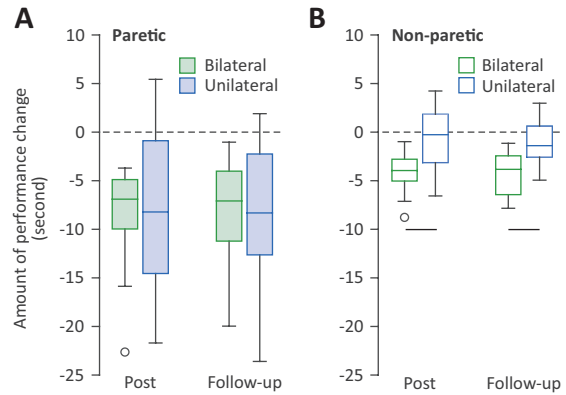 A
Paretic
Bilateral
Unilateral
10
5
0
-5
-10
-15
-20
-25
Amount of performance change
(second)
Post
Follow-up
B
Non-paretic
Bilateral
Unilateral
10
5
0
-5
-10
-15
-20
-25
Post
Follow-up